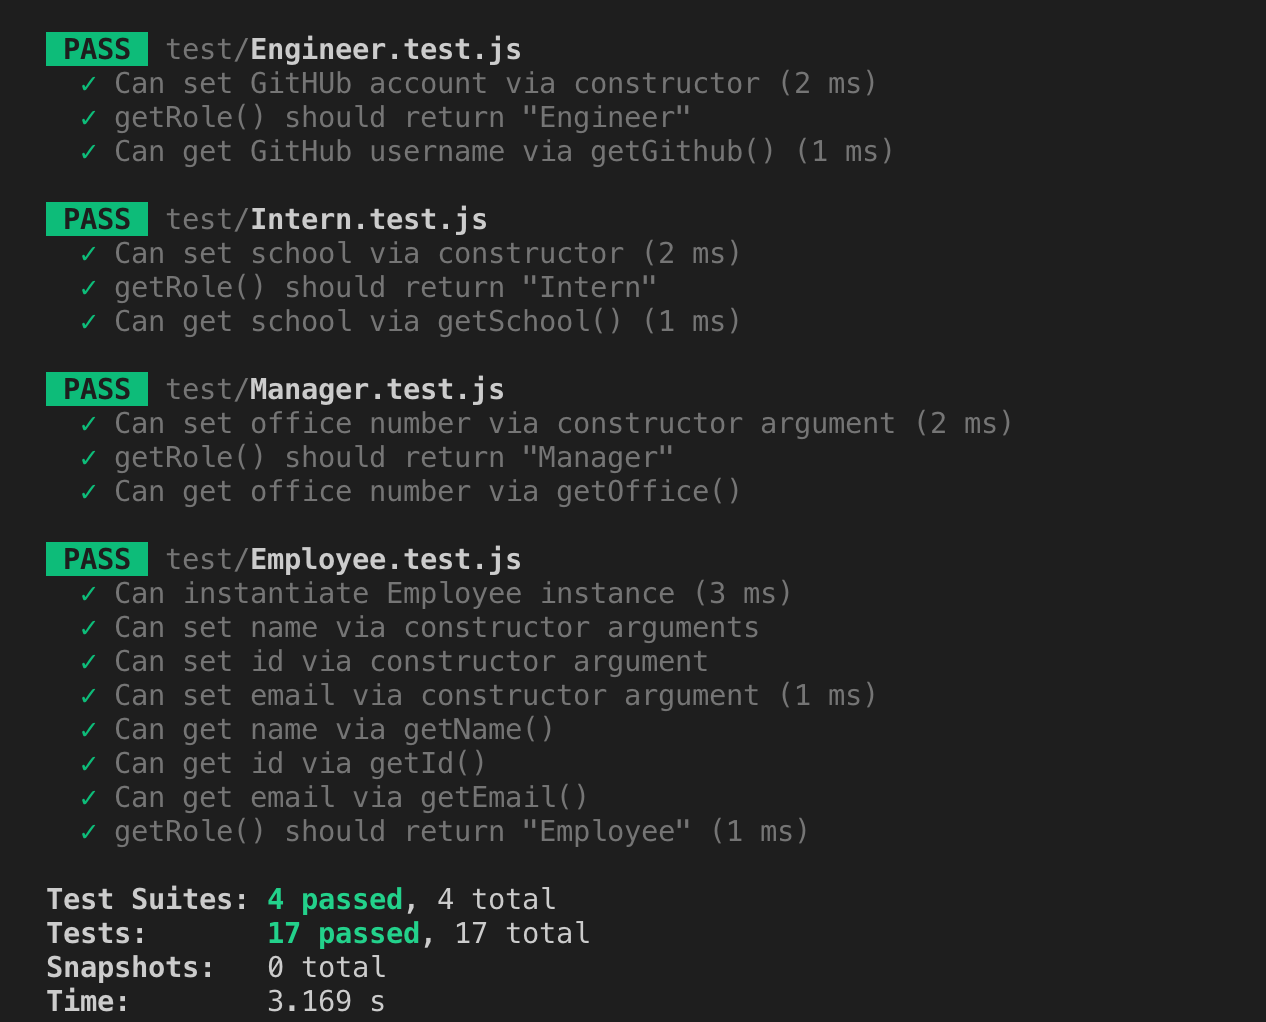 PASS test/Engineer.test.js
✓ Can set GitHUb account via constructor (2 ms)
✓ getRole() should return "Engineer"
✓ Can get GitHub username via getGithub() (1 ms)
PASS test/Intern.test.js
✓ Can set school via constructor (2 ms)
✓ getRole() should return "Intern"
✓ Can get school via getSchool() (1 ms)
PASS test/Manager.test.js
✓ Can set office number via constructor argument (2 ms)
✓ getRole() should return "Manager"
✓ Can get office number via getOffice()
PASS test/Employee.test.js
✓ Can instantiate Employee instance (3 ms)
✓ Can set name via constructor arguments
✓ Can set id via constructor argument
✓ Can set email via constructor argument (1 ms)
✓ Can get name via getName()
✓ Can get id via getId()
✓ Can get email via getEmail()
✓ getRole() should return "Employee" (1 ms)
Test Suites: 4 passed, 4 total
Tests: 17 passed, 17 total
Snapshots: 0 total
Time: 3.169 s